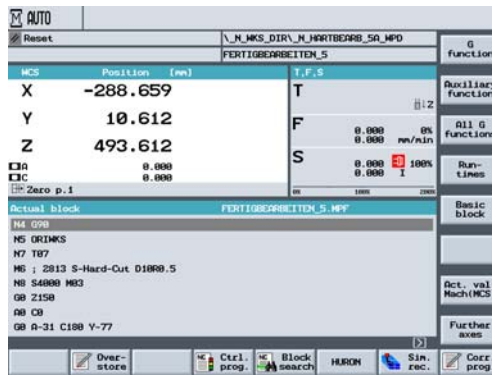 M AUTO
Reset
\_N_WKS_DIR\_N_HARTBEARB_5A_WPD
FERTIGBEARBEITEN_5
G function
MCS Position [mm] T,F,S
X -288.659 T
Auxiliary function
Y 10.612 F 0.000 0%
0.000 mm/min
All G function
Z 493.612
S 0.000 100%
0.000 I
A 0.000
C 0.000
Run-times
Zero p.1
0% 100% 200%
Basic block
Actual block FERTIGBEARBEITEN_5.MPF
N4 G90
N5 ORIWKS
N7 T07
M6 ; 2813 S-Hard-Cut D10R0.5
N8 S4000 M03
G0 Z150
A0 C0
G0 A-31 C180 Y-77
Act. val
Mach(MCS
Further axes
Over-store
Ctrl. prog.
Block search
HURON
Sim. rec.
Corr prog